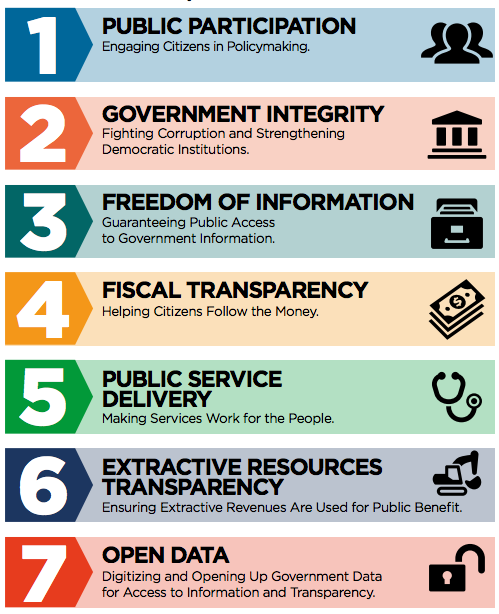 1
PUBLIC PARTICIPATION
Engaging Citizens in Policymaking.
2
GOVERNMENT INTEGRITY
Fighting Corruption and Strengthening
Democratic Institutions.
3
FREEDOM OF INFORMATION
Guaranteeing Public Access
to Government Information.
4
FISCAL TRANSPARENCY
Helping Citizens Follow the Money.
$
5
PUBLIC SERVICE
DELIVERY
Making Services Work for the People.
6
EXTRACTIVE RESOURCES
TRANSPARENCY
Ensuring Extractive Revenues Are Used for Public Benefit.
7
OPEN DATA
Digitizing and Opening Up Government Data
for Access to Information and Transparency.